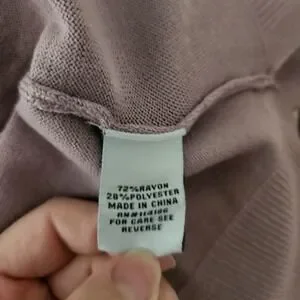 72%RAYON
28%POLYESTER
MADE IN CHINA
FOR CARE SEE
REVERSE